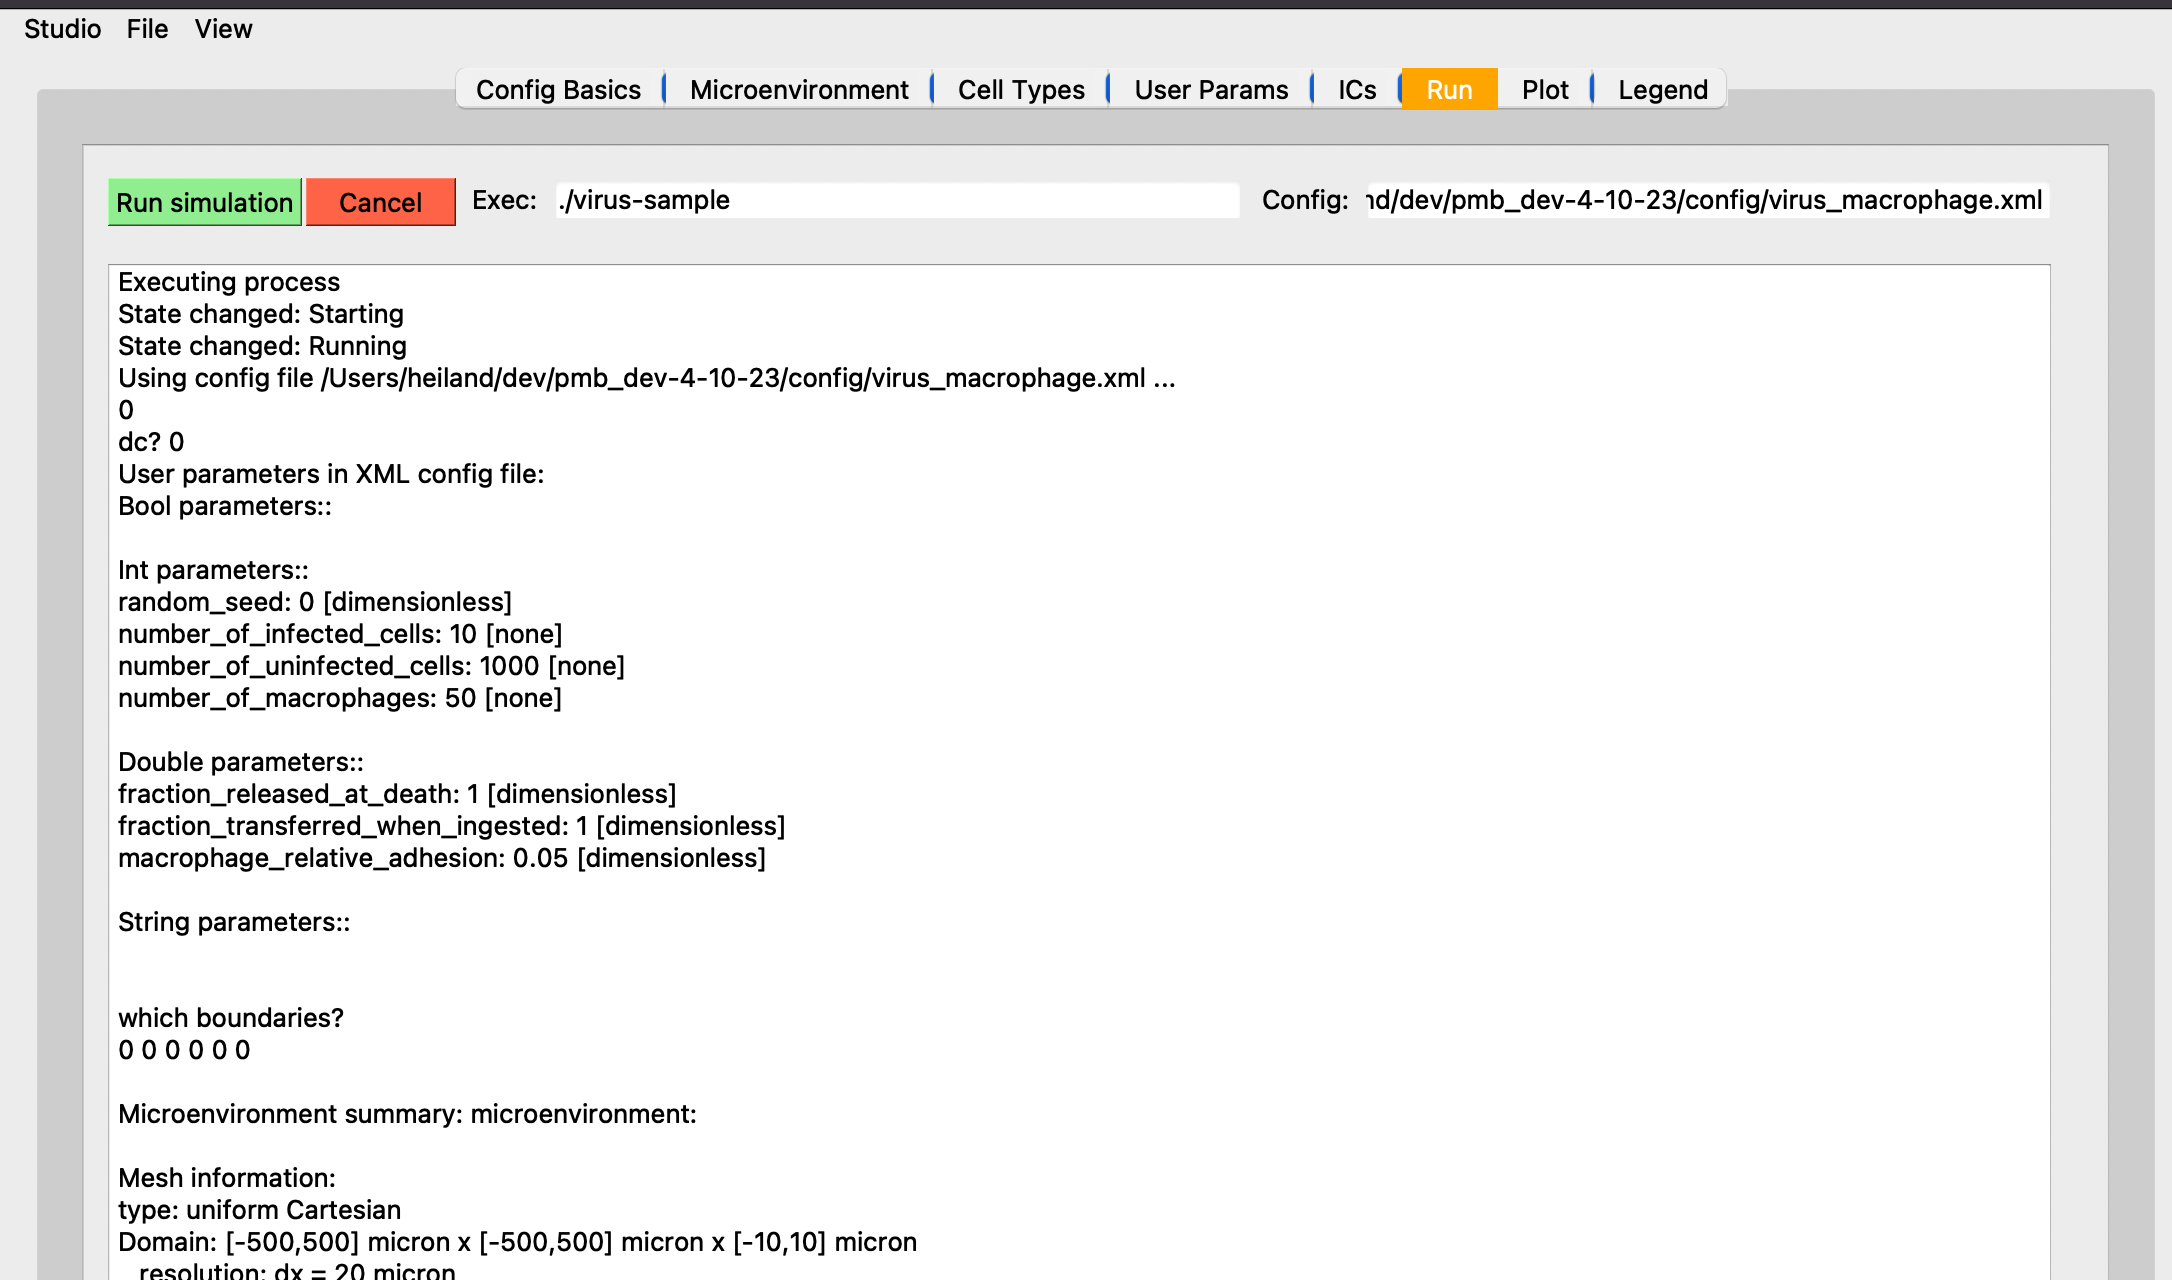 Studio File View
Config Basics Microenvironment Cell Types User Params ICs Run Plot Legend
Run simulation Cancel Exec: ./virus-sample Config: nd/dev/pmb_dev-4-10-23/config/virus_macrophage.xml
Executing process
State changed: Starting
State changed: Running
Using config file /Users/heiland/dev/pmb_dev-4-10-23/config/virus_macrophage.xml ...
0
dc? 0
User parameters in XML config file:
Bool parameters::
Int parameters::
random_seed: 0 [dimensionless]
number_of_infected_cells: 10 [none]
number_of_uninfected_cells: 1000 [none]
number_of_macrophages: 50 [none]
Double parameters::
fraction_released_at_death: 1 [dimensionless]
fraction_transferred_when_ingested: 1 [dimensionless]
macrophage_relative_adhesion: 0.05 [dimensionless]
String parameters::
which boundaries?
0 0 0 0 0 0
Microenvironment summary: microenvironment:
Mesh information:
type: uniform Cartesian
Domain: [-500,500] micron x [-500,500] micron x [-10,10] micron
resolution: dx = 20 micron